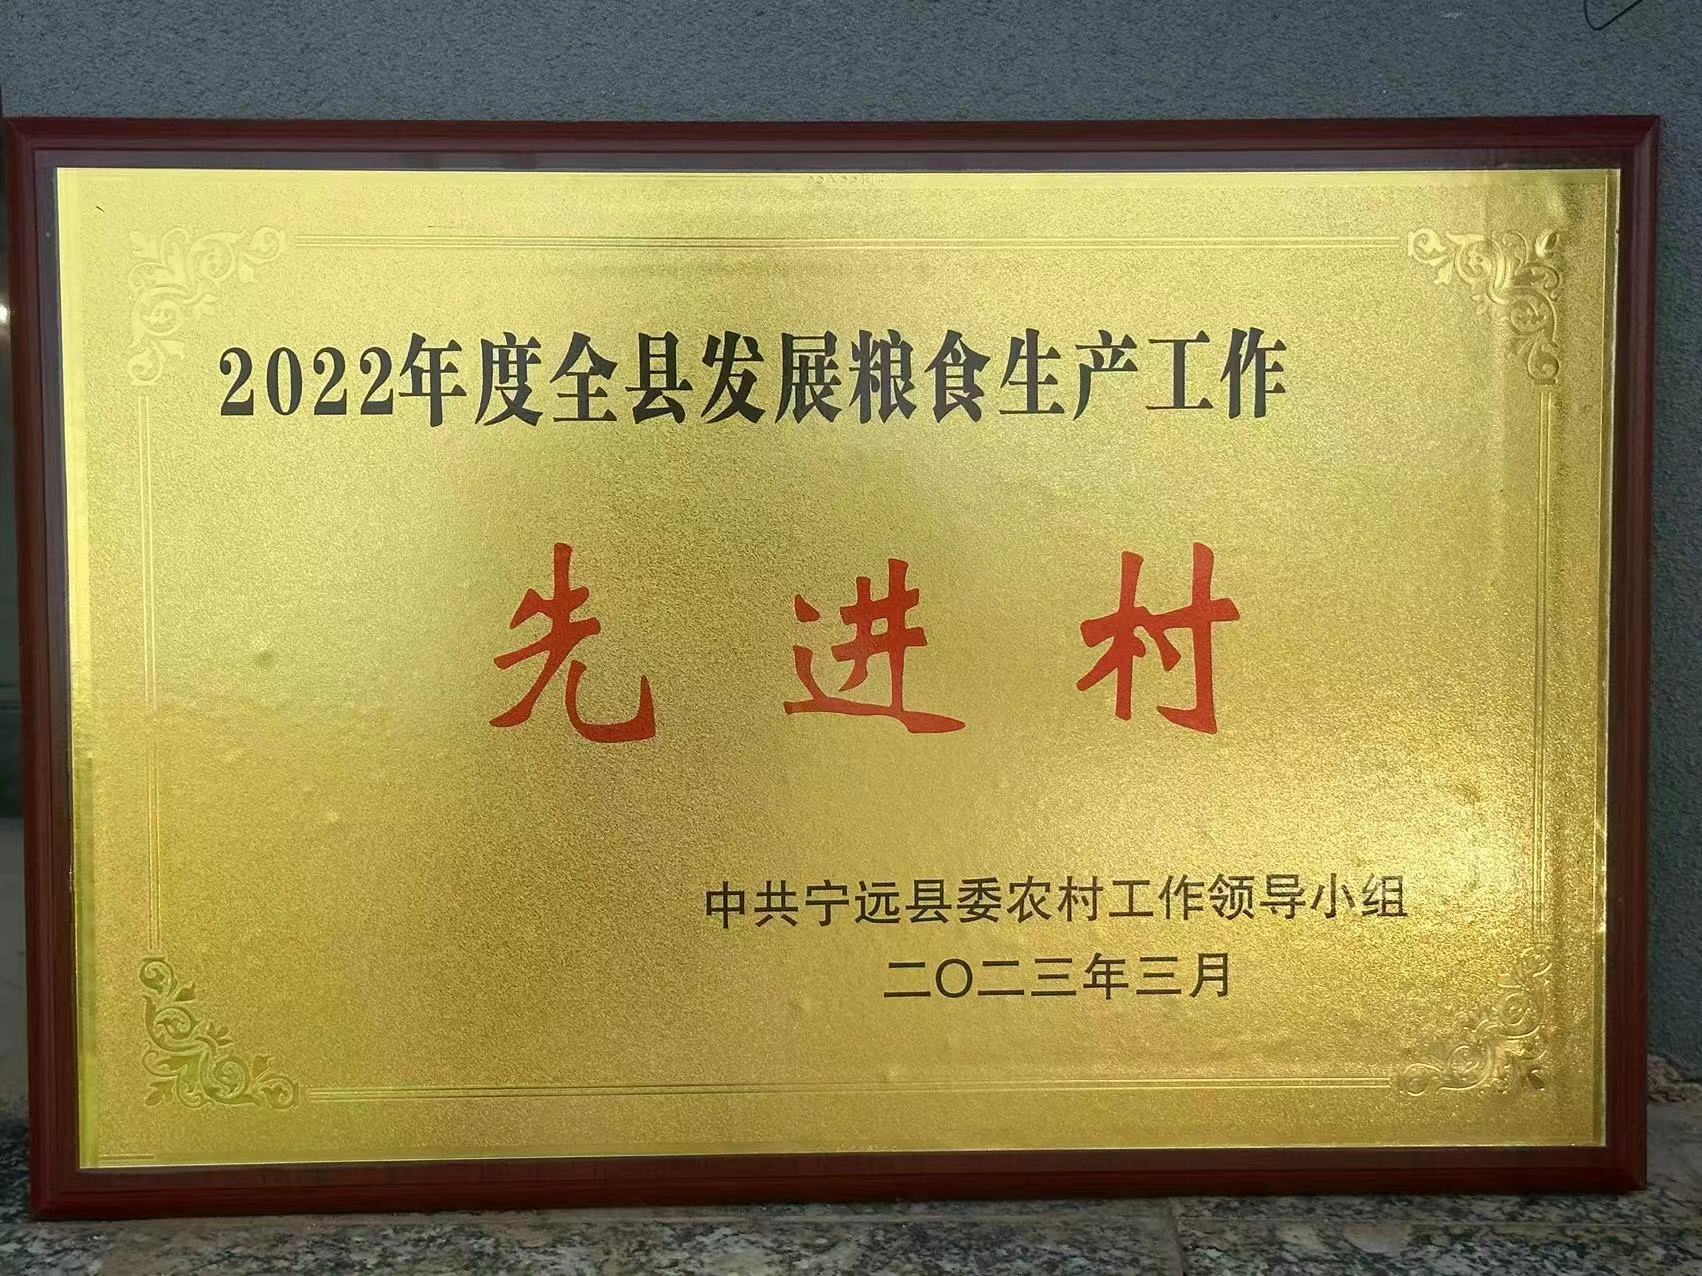 2022年度全县发展粮食生产工作
先进村
中共宁远县委农村工作领导小组
二〇二三年三月